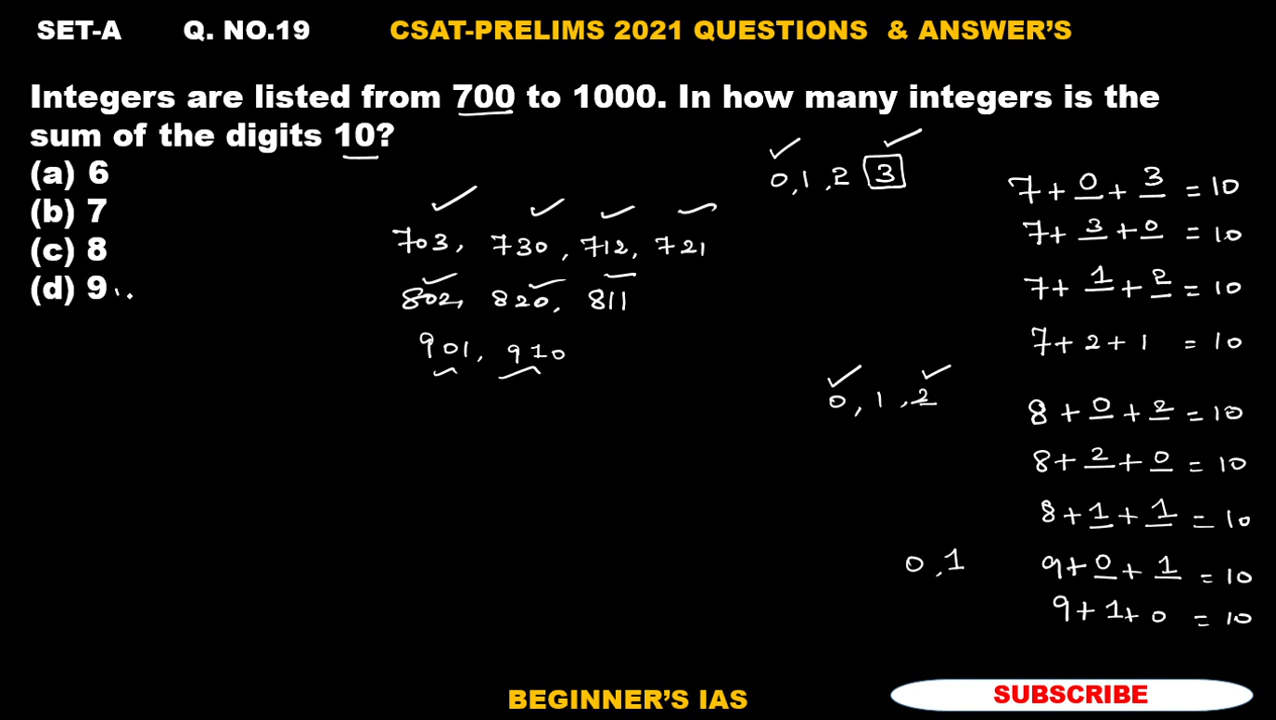 SET-A Q. NO.19 CSAT-PRELIMS 2021 QUESTIONS & ANSWER'S
Integers are listed from 700 to 1000. In how many integers is the
sum of the digits 10?
(a) 6
(b) 7
(c) 8
(d) 9
703, 730, 712, 721
802, 820, 811
901, 910
0, 1, 2 3
0, 1, 2
0, 1
7+ 0 + 3 = 10
7+ 3 + 0 = 10
7+ 1 + 2 = 10
7+ 2 + 1 = 10
8 + 0 + 2 = 10
8+ 2 + 0 = 10
8 + 1 + 1 = 10
9+ 0 + 1 = 10
9+ 1+ 0 = 10
BEGINNER'S IAS
SUBSCRIBE